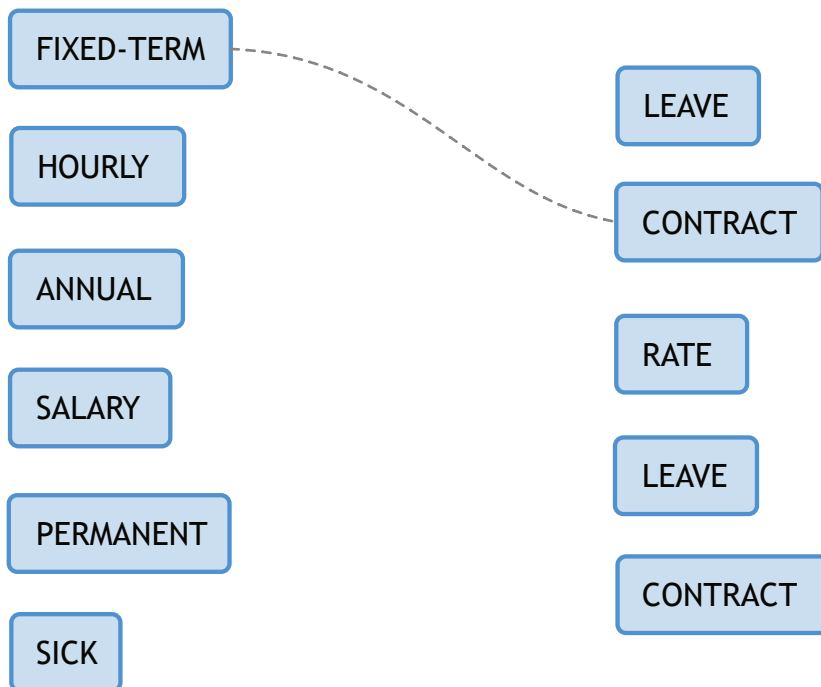 FIXED-TERM
HOURLY
ANNUAL
SALARY
PERMANENT
SICK
LEAVE
CONTRACT
RATE
LEAVE
CONTRACT